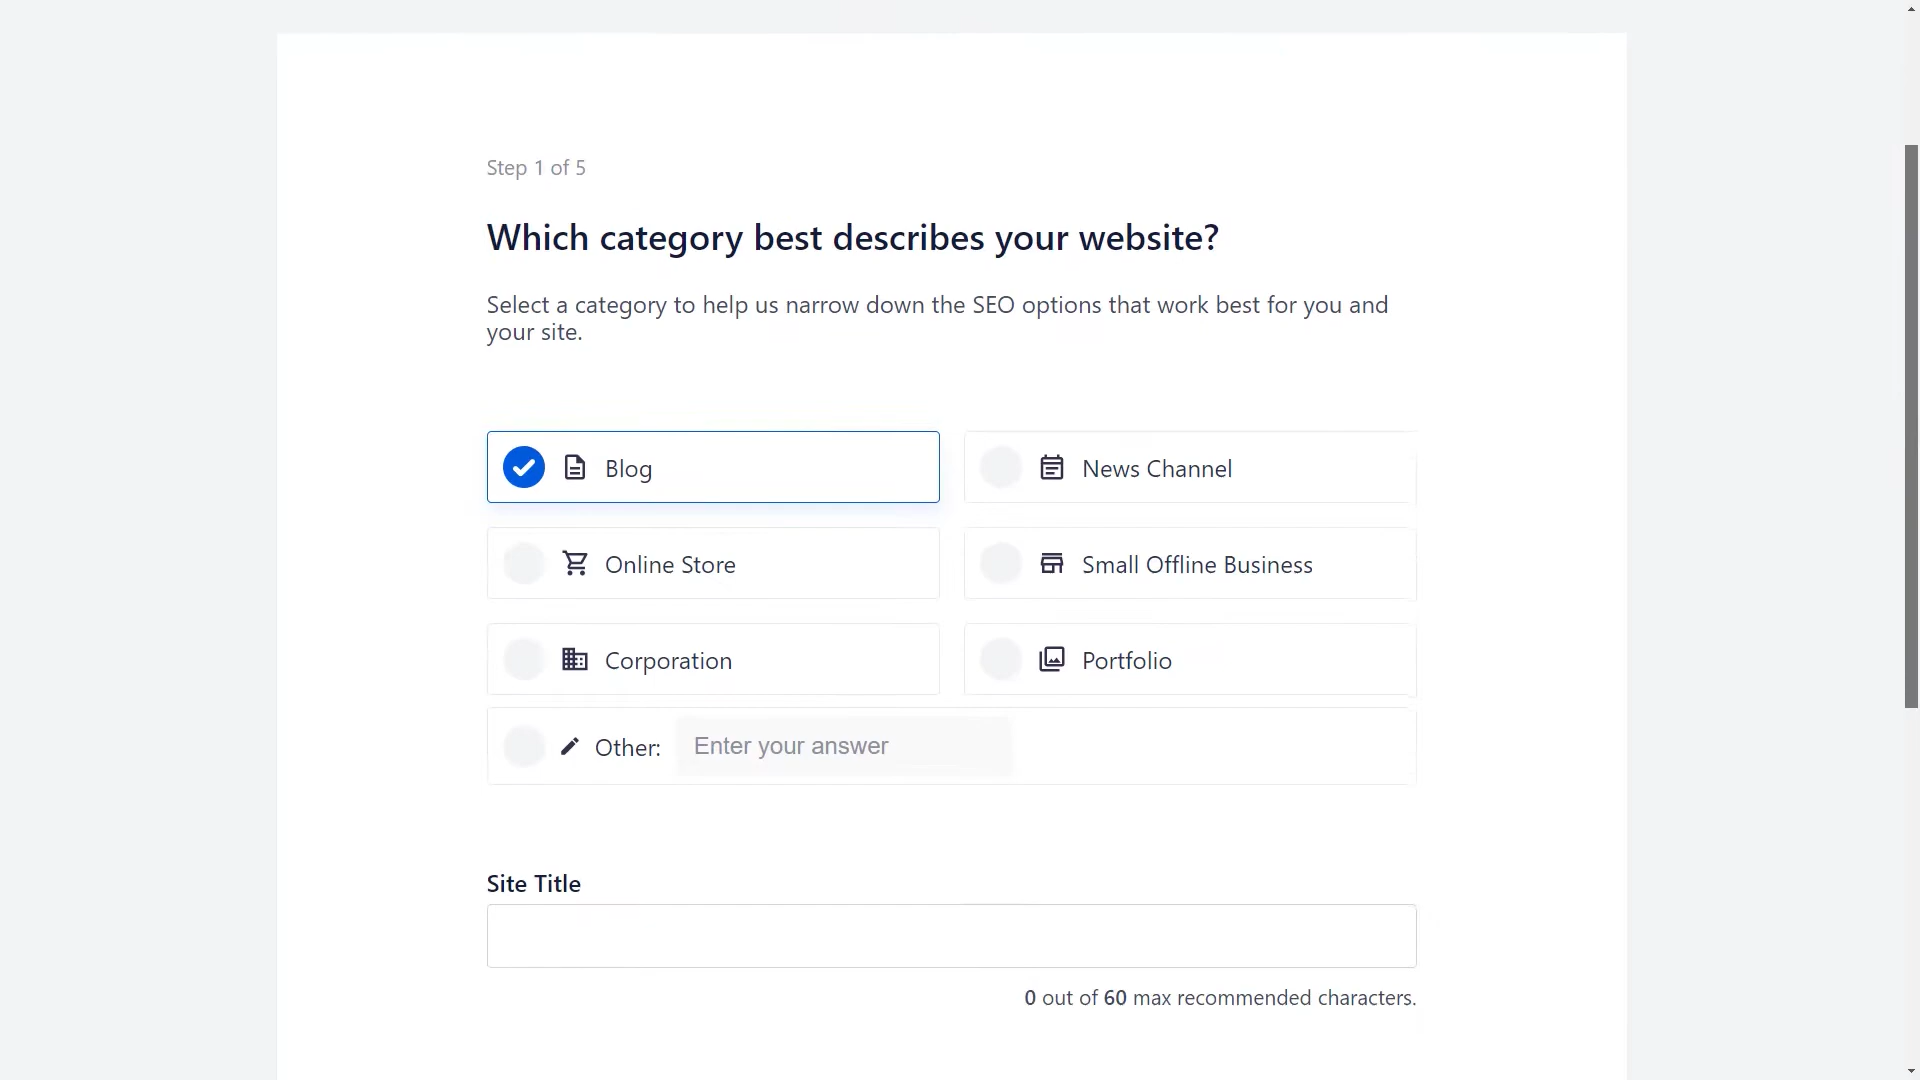 Step 1 of 5
Which category best describes your website?
Select a category to help us narrow down the SEO options that work best for you and
your site.
Blog
News Channel
Online Store
Small Offline Business
Corporation
Portfolio
Other: Enter your answer
Site Title
0 out of 60 max recommended characters.